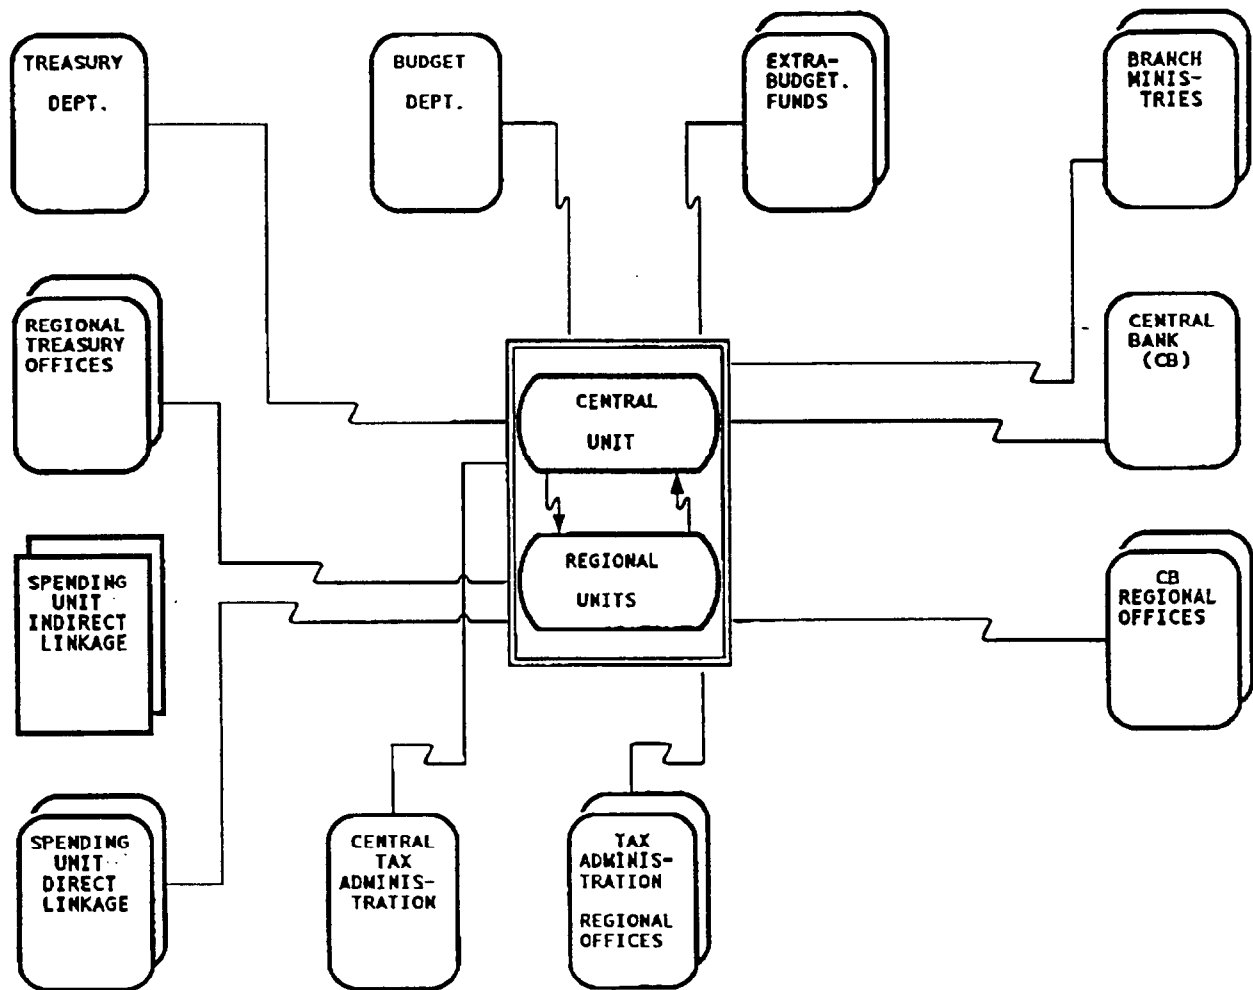 TREASURY
DEPT.
BUDGET
DEPT.
EXTRA-
BUDGET.
FUNDS
BRANCH
MINIS-
TRIES
REGIONAL
TREASURY
OFFICES
CENTRAL
BANK
(CB)
CENTRAL
UNIT
REGIONAL
UNITS
SPENDING
UNIT
INDIRECT
LINKAGE
CB
REGIONAL
OFFICES
SPENDING
UNIT
DIRECT
LINKAGE
CENTRAL
TAX
ADMINIS-
TRATION
TAX
ADMINIS-
TRATION
REGIONAL
OFFICES